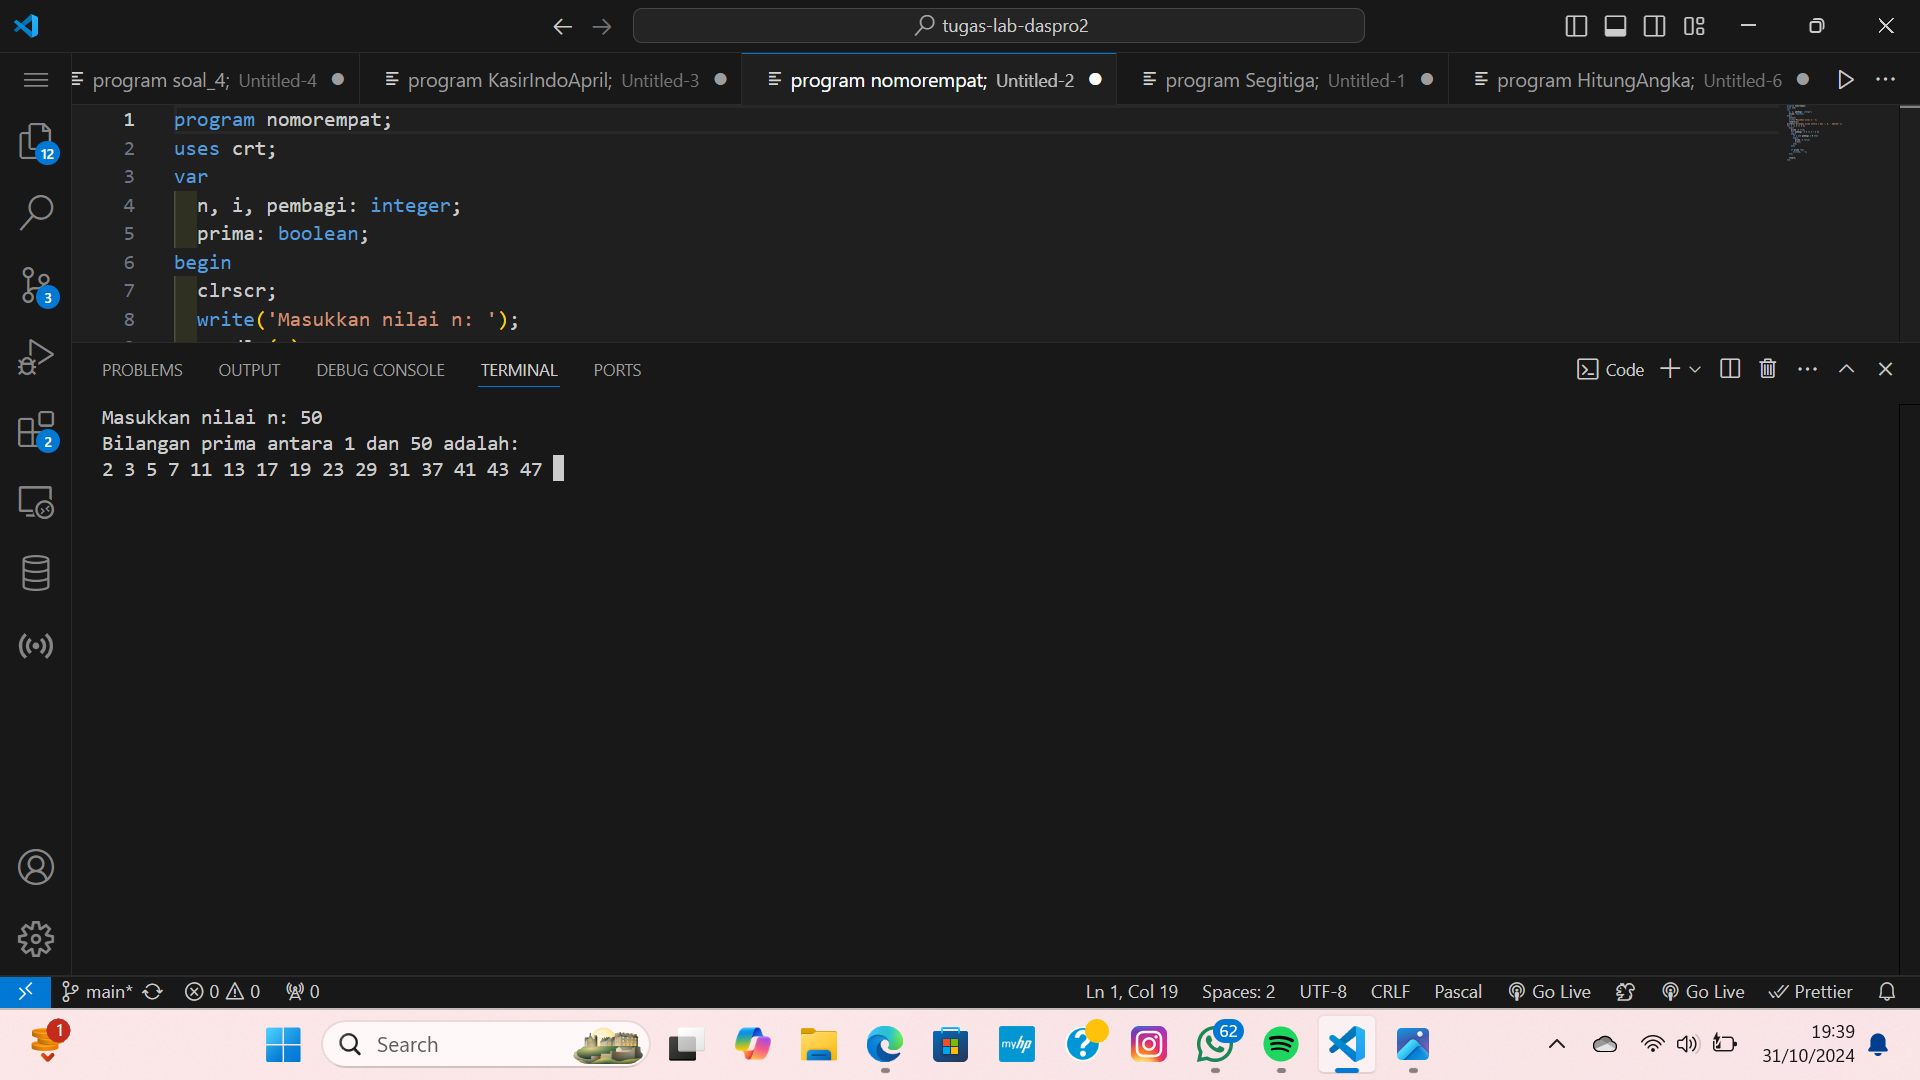 tugas-lab-daspro2
program soal_4; Untitled-4
program KasirIndoApril; Untitled-3
program nomorempat; Untitled-2
program Segitiga; Untitled-1
program HitungAngka; Untitled-6
12
3
2
1 program nomorempat;
2 uses crt;
3 var
4 n, i, pembagi: integer;
5 prima: boolean;
6 begin
7 clrscr;
8 write('Masukkan nilai n: ');
PROBLEMS OUTPUT DEBUG CONSOLE TERMINAL PORTS
Code
Masukkan nilai n: 50
Bilangan prima antara 1 dan 50 adalah:
2 3 5 7 11 13 17 19 23 29 31 37 41 43 47
main* 0 0 0
Ln 1, Col 19 Spaces: 2 UTF-8 CRLF Pascal Go Live Go Live Prettier
1
Search
myhp
62
19:39
31/10/2024